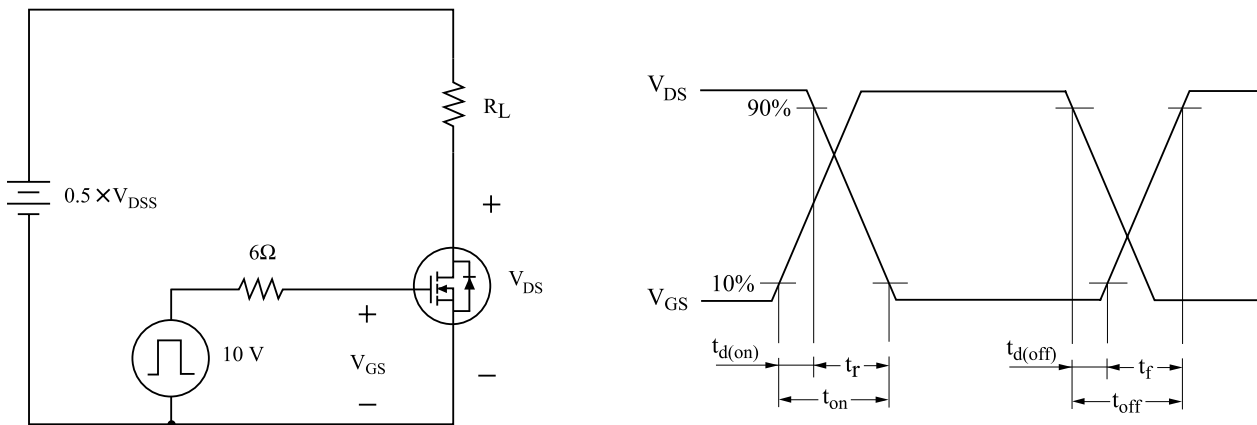 R_L
0.5 × V_DSS
+
6Ω
V_DS
+
10 V
V_GS
−
−
V_DS
90%
10%
V_GS
t_d(on)
t_r
t_on
t_d(off)
t_f
t_off